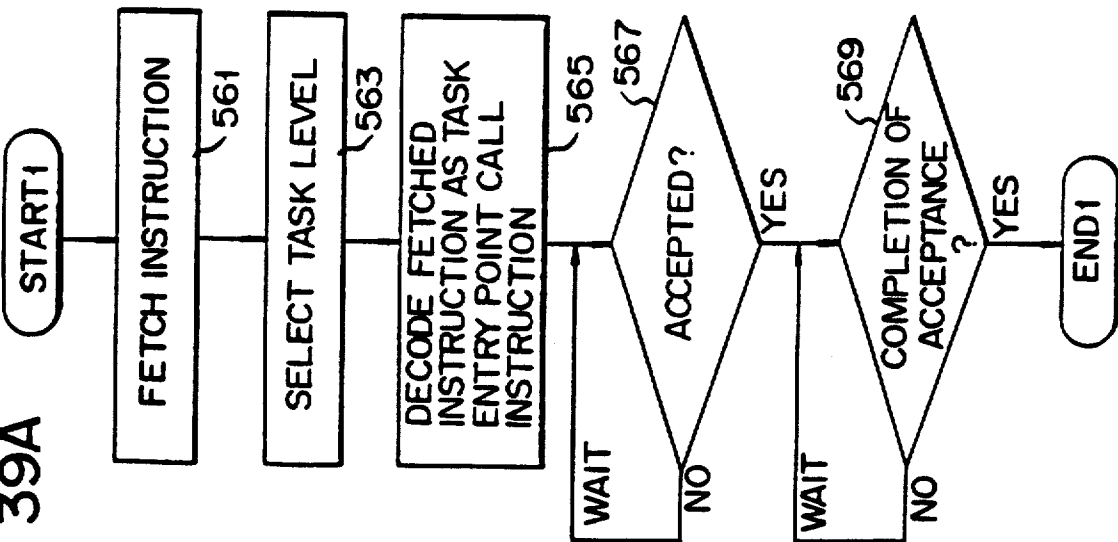 39A
START1
FETCH INSTRUCTION
561
SELECT TASK LEVEL
563
DECODE FETCHED
INSTRUCTION AS TASK
ENTRY POINT CALL
INSTRUCTION
565
WAIT
ACCEPTED?
567
NO
YES
WAIT
COMPLETION OF
ACCEPTANCE
?
569
NO
YES
END1